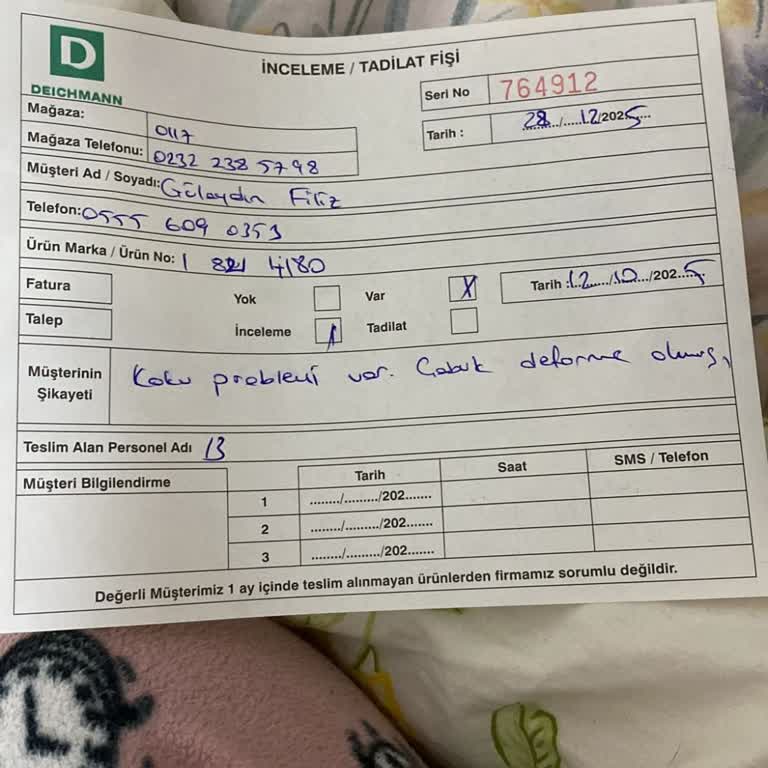 D
DEICHMANN
İNCELEME / TADİLAT FİŞİ
Seri No 764912
Tarih : 28/12/2025
Mağaza: 0117
Mağaza Telefonu: 0232 238 5798
Müşteri Ad / Soyadı: Gülaydın Filiz
Telefon: 0555 609 0353
Ürün Marka / Ürün No: 1 821 4180
Fatura Yok Var X Tarih : 12/10/2025
Talep İnceleme Tadilat
Müşterinin Şikayeti Koku problemi var. Çabuk deforme olmuş,
Teslim Alan Personel Adı 13
Müşteri Bilgilendirme Tarih Saat SMS / Telefon
1 ......../........./202.......
2 ......../........./202.......
3 ......../........./202.......
Değerli Müşterimiz 1 ay içinde teslim alınmayan ürünlerden firmamız sorumlu değildir.